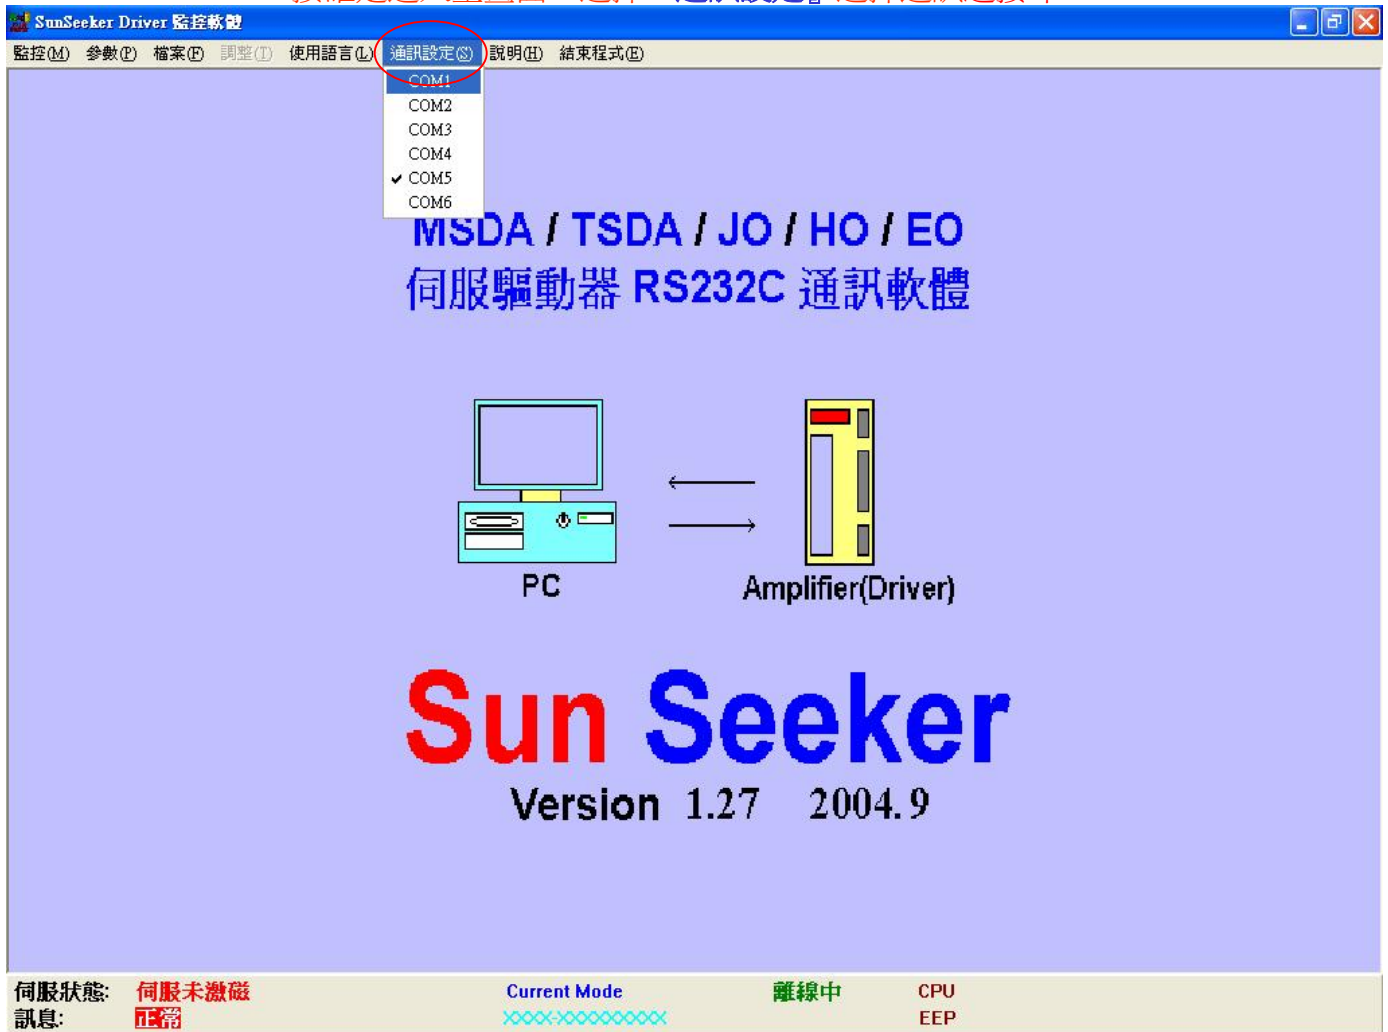 SunSeeker Driver 監控軟體
監控(M) 參數(P) 檔案(F) 調整(T) 使用語言(L) 通訊設定(S) 說明(H) 結束程式(E)
COM1
COM2
COM3
COM4
✔ COM5
COM6
MSDA / TSDA / JO / HO / EO
伺服驅動器 RS232C 通訊軟體
PC
Amplifier(Driver)
Sun Seeker
Version 1.27 2004.9
伺服狀態: 伺服未激磁 Current Mode 離線中 CPU
訊息: 正常 XXXX-XXXXXXXXXX EEP